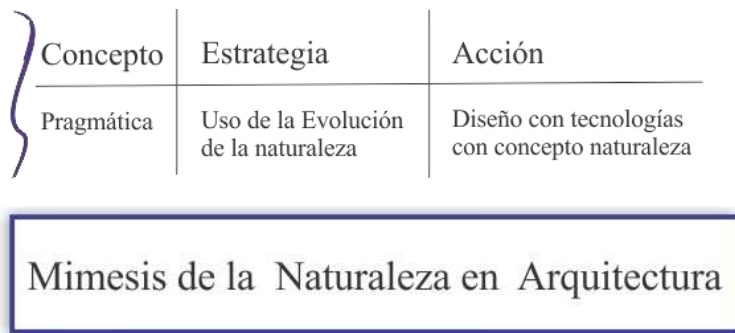 Concepto Estrategia Acción
Pragmática Uso de la Evolución de la naturaleza Diseño con tecnologías con concepto naturaleza
Mimesis de la Naturaleza en Arquitectura